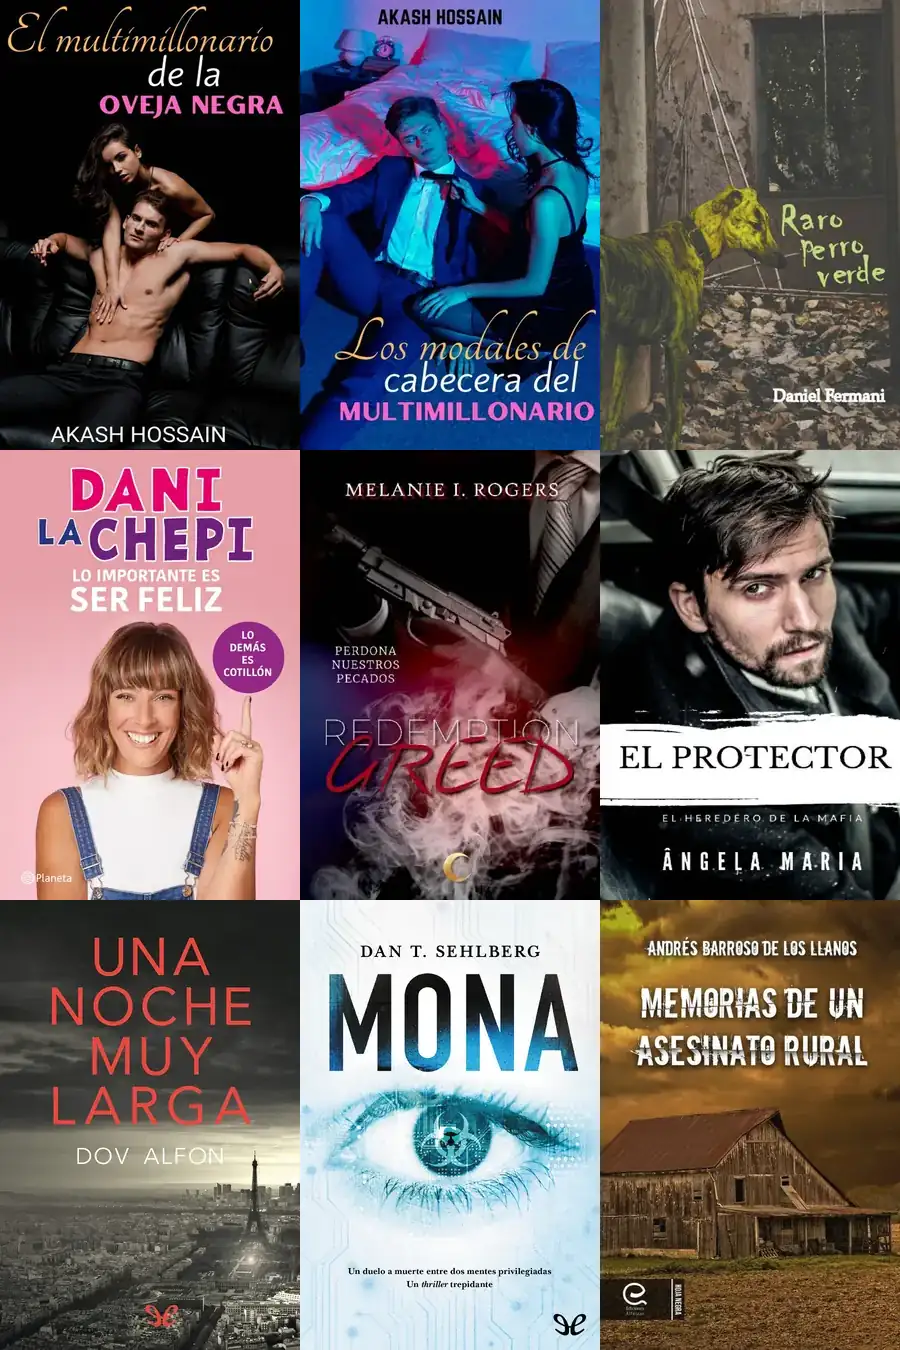 El multimillonario
de la
OVEJA NEGRA
AKASH HOSSAIN
AKASH HOSSAIN
Los modales de
cabecera del
MULTIMILLONARIO
Raro
perro
verde
Daniel Fermani
DANI
LA CHEPI
LO IMPORTANTE ES
SER FELIZ
LO
DEMÁS
ES
COTILLÓN
Planeta
MELANIE I. ROGERS
PERDONA
NUESTROS
PECADOS
REDEMPTION
GREED
EL PROTECTOR
EL HEREDERO DE LA MAFIA
ÂNGELA MARIA
UNA
NOCHE
MUY
LARGA
DOV ALFON
DAN T. SEHLBERG
MONA
Un duelo a muerte entre dos mentes privilegiadas
Un thriller trepidante
ANDRÉS BARROSO DE LOS LLANOS
MEMORIAS DE UN
ASESINATO RURAL
HOJA NEGRA